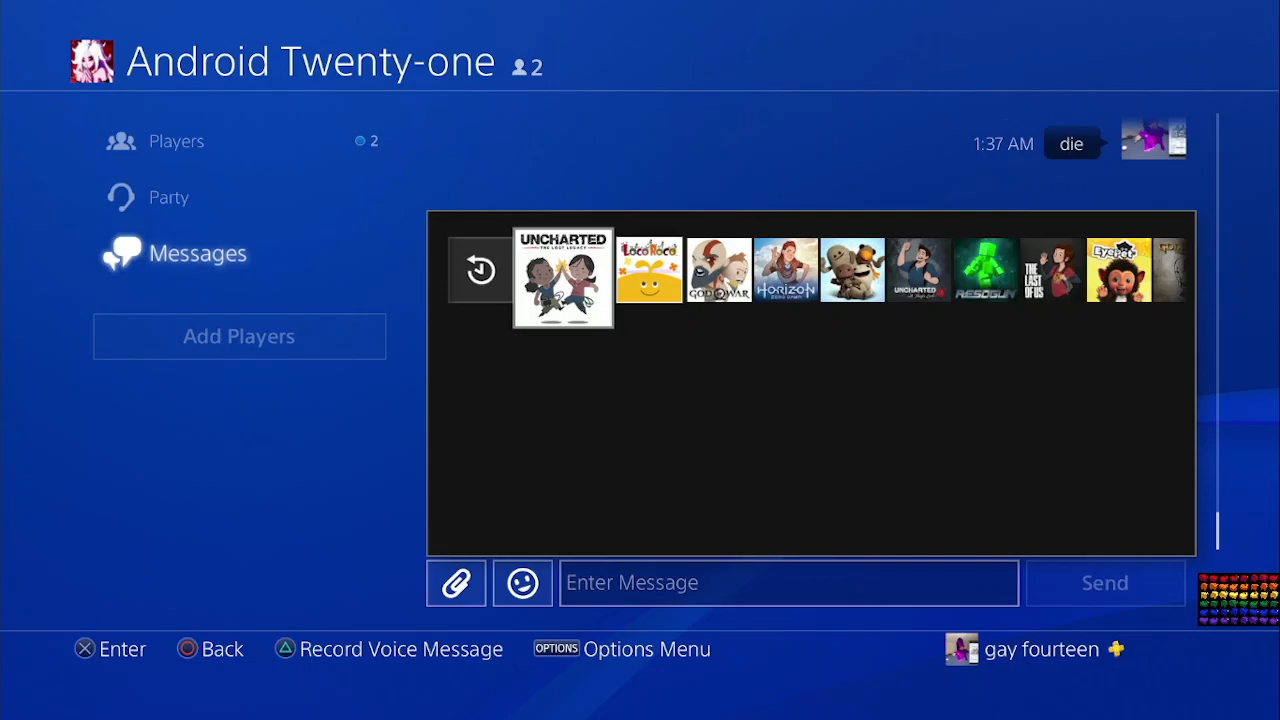 Android Twenty-one 2
Players 2
Party
Messages
Add Players
1:37 AM die
UNCHARTED
THE LOST LEGACY
LocoRoco
GOD OF WAR
HORIZON
ZERO DAWN
UNCHARTED
RESOGUN
THE LAST OF US
EyePet
Enter Message
Send
Enter
Back
Record Voice Message
OPTIONS Options Menu
gay fourteen